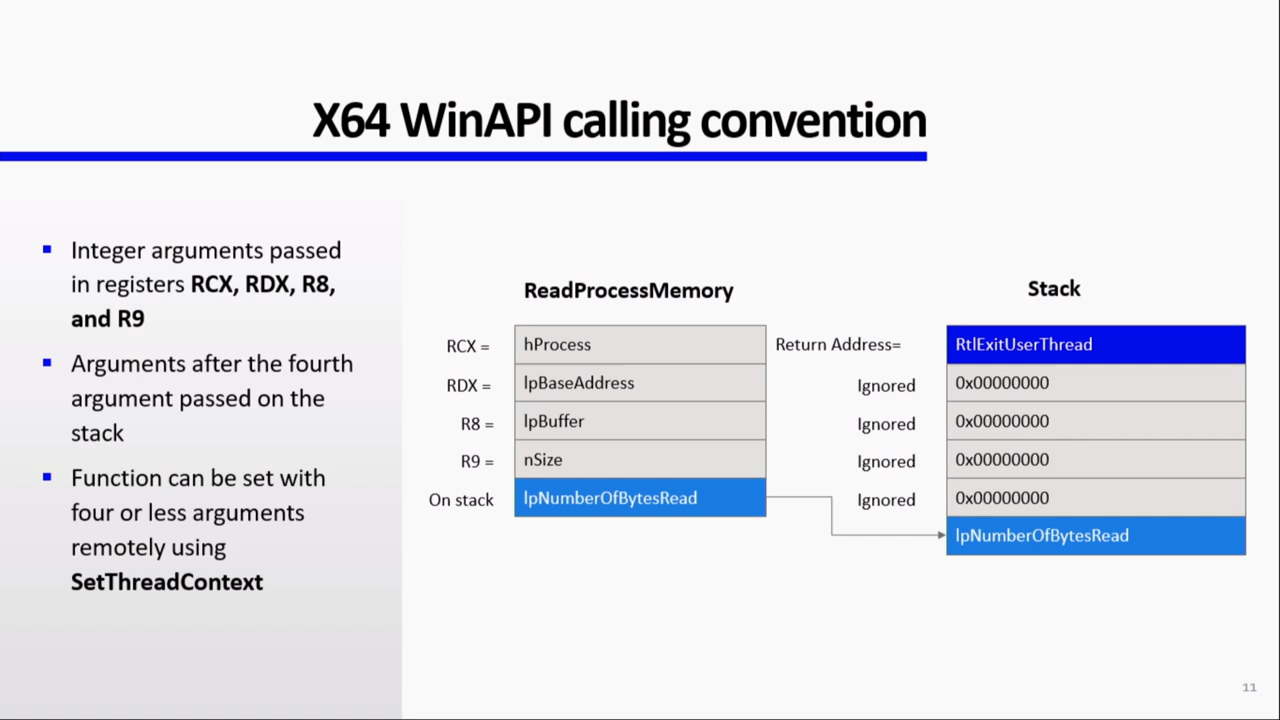 X64 WinAPI calling convention
▪ Integer arguments passed
in registers RCX, RDX, R8,
and R9
▪ Arguments after the fourth
argument passed on the
stack
▪ Function can be set with
four or less arguments
remotely using
SetThreadContext
ReadProcessMemory
RCX = hProcess
RDX = lpBaseAddress
R8 = lpBuffer
R9 = nSize
On stack lpNumberOfBytesRead
Stack
Return Address= RtlExitUserThread
Ignored 0x00000000
Ignored 0x00000000
Ignored 0x00000000
Ignored 0x00000000
lpNumberOfBytesRead
11